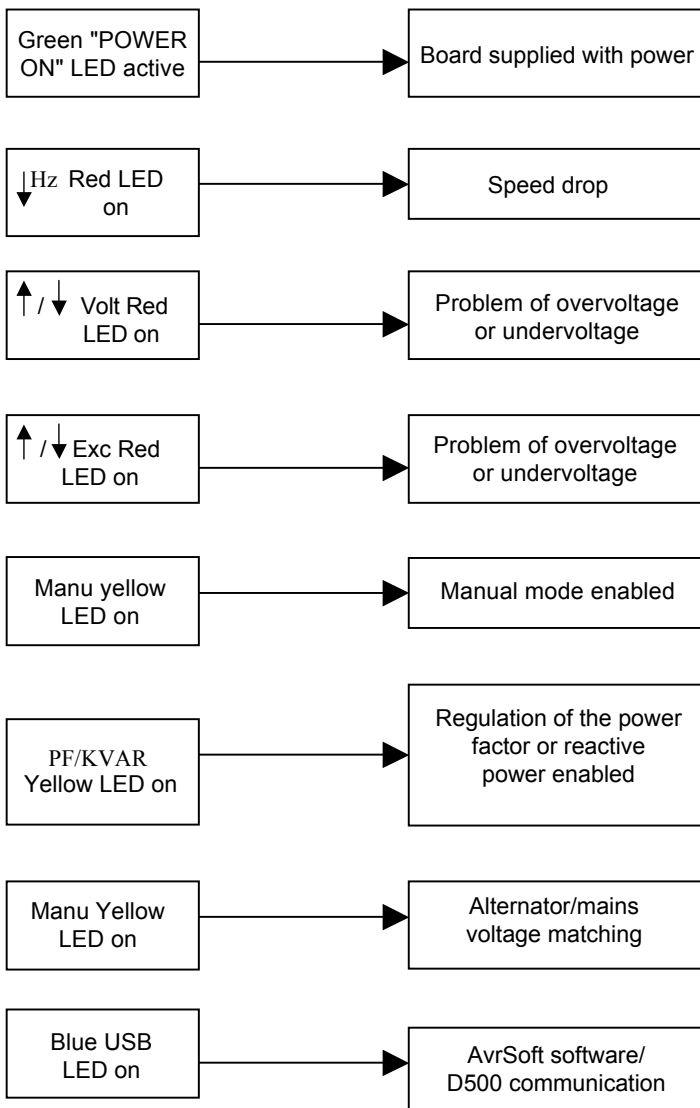 Green "POWER
ON" LED active
Board supplied with power
↓Hz Red LED
on
Speed drop
↑/↓ Volt Red
LED on
Problem of overvoltage
or undervoltage
↑/↓ Exc Red
LED on
Problem of overvoltage
or undervoltage
Manu yellow
LED on
Manual mode enabled
PF/KVAR
Yellow LED on
Regulation of the power
factor or reactive
power enabled
Manu Yellow
LED on
Alternator/mains
voltage matching
Blue USB
LED on
AvrSoft software/
D500 communication